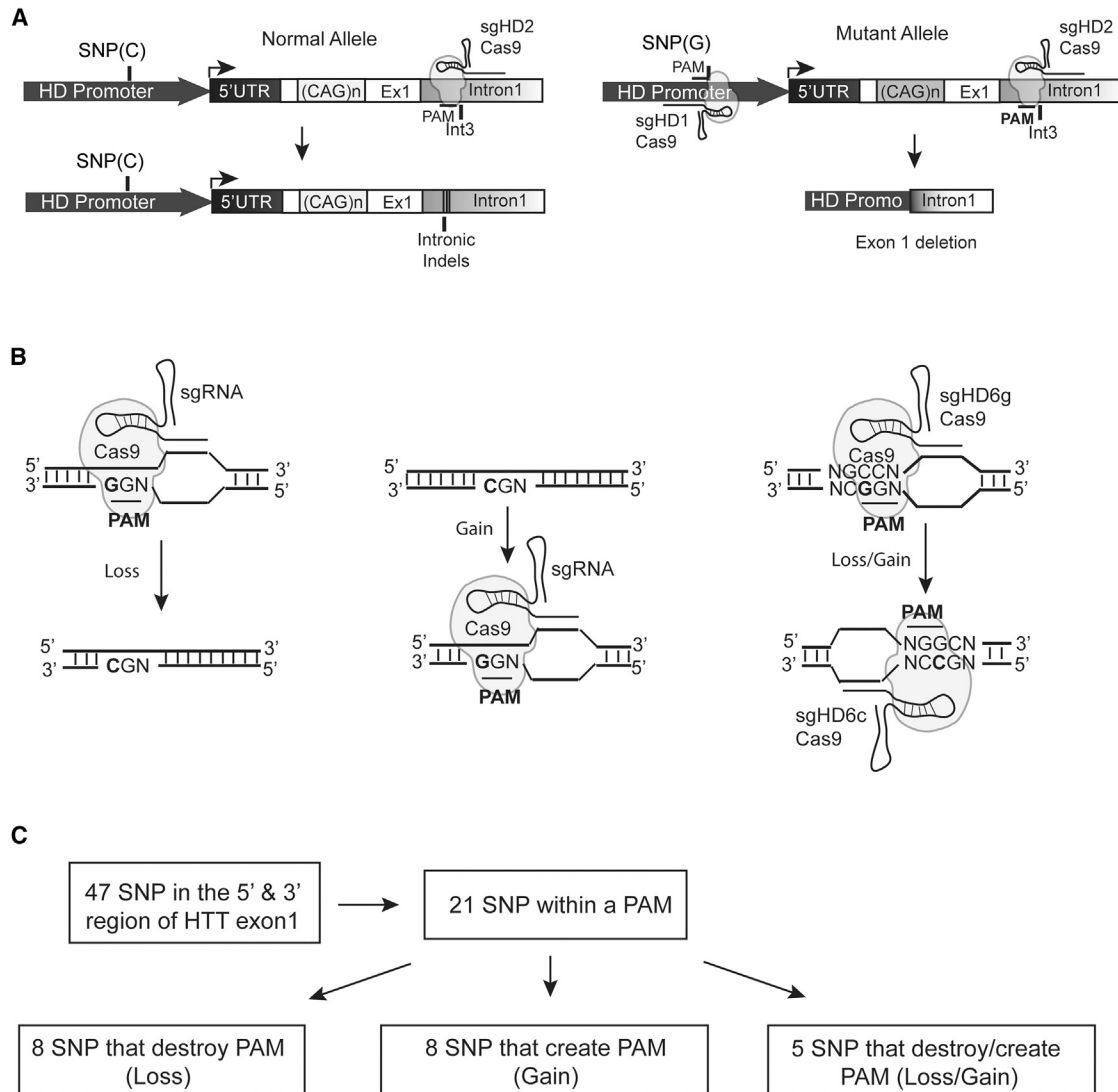 A
Normal Allele
SNP(C)
sgHD2
Cas9
HD Promoter
5'UTR
(CAG)n
Ex1
Intron1
PAM
Int3
SNP(C)
HD Promoter
5'UTR
(CAG)n
Ex1
Intron1
Intronic
Indels
Mutant Allele
SNP(G)
PAM
sgHD2
Cas9
HD Promoter
5'UTR
(CAG)n
Ex1
Intron1
sgHD1
Cas9
PAM
Int3
HD Promo
Intron1
Exon 1 deletion
B
sgRNA
Cas9
5' 3'
3' GGN 5'
PAM
Loss
5' 3'
3' CGN 5'
5' 3'
3' CGN 5'
Gain
sgRNA
Cas9
5' 3'
3' GGN 5'
PAM
sgHD6g
Cas9
Cas9
5' NGCCN 3'
3' NCGGN 5'
PAM
Loss/Gain
PAM
5' NGGCN 3'
3' NCCGN 5'
sgHD6c
Cas9
C
47 SNP in the 5' & 3'
region of HTT exon1
21 SNP within a PAM
8 SNP that destroy PAM
(Loss)
8 SNP that create PAM
(Gain)
5 SNP that destroy/create
PAM (Loss/Gain)